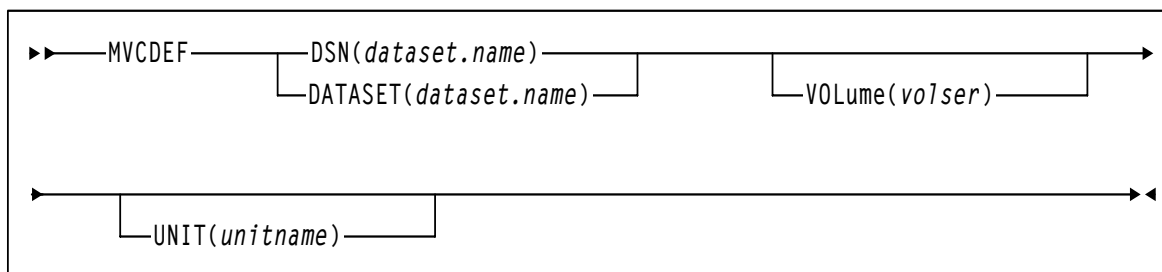 MVCDEF DSN(dataset.name)
DATASET(dataset.name) VOLume(volser)
UNIT(unitname)